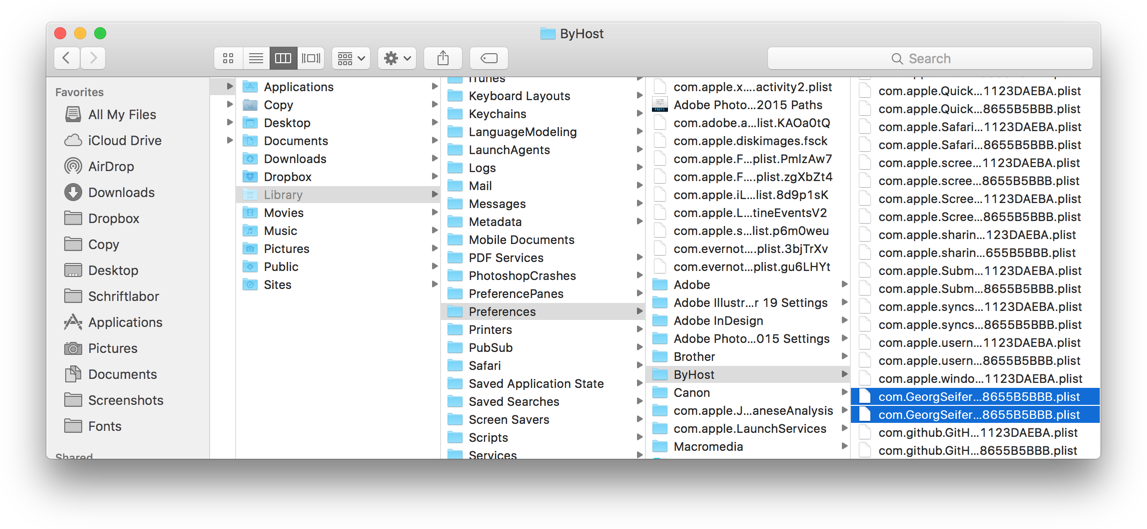 ByHost
Search
Favorites
All My Files
iCloud Drive
AirDrop
Downloads
Dropbox
Copy
Desktop
Schriftlabor
Applications
Pictures
Documents
Screenshots
Fonts
Shared
Applications
Copy
Desktop
Documents
Downloads
Dropbox
Library
Movies
Music
Pictures
Public
Sites
iTunes
Keyboard Layouts
Keychains
LanguageModeling
LaunchAgents
Logs
Mail
Messages
Metadata
Mobile Documents
PDF Services
PhotoshopCrashes
PreferencePanes
Preferences
Printers
PubSub
Safari
Saved Application State
Saved Searches
Screen Savers
Scripts
Services
com.apple.x....activity2.plist
Adobe Photo...2015 Paths
com.adobe.a...list.KAOa0tQ
com.apple.diskimages.fsck
com.apple.F...plist.PmIzAw7
com.apple.F....plist.zgXbZt4
com.apple.iL...list.8d9p1sK
com.apple.L...tineEventsV2
com.apple.s...list.p6m0weu
com.evernot...plist.3bjTrXv
com.evernot...plist.gu6LHYt
Adobe
Adobe Illustr...r 19 Settings
Adobe InDesign
Adobe Photo...015 Settings
Brother
ByHost
Canon
com.apple.J...aneseAnalysis
com.apple.LaunchServices
Macromedia
com.apple.Quick...1123DAEBA.plist
com.apple.Quick...8655B5BBB.plist
com.apple.Safari...1123DAEBA.plist
com.apple.Safari...8655B5BBB.plist
com.apple.scree...1123DAEBA.plist
com.apple.scree...8655B5BBB.plist
com.apple.Scree...1123DAEBA.plist
com.apple.Scree...8655B5BBB.plist
com.apple.sharin...123DAEBA.plist
com.apple.sharin...655B5BBB.plist
com.apple.Subm...1123DAEBA.plist
com.apple.Subm...8655B5BBB.plist
com.apple.syncs...1123DAEBA.plist
com.apple.syncs...8655B5BBB.plist
com.apple.usern...1123DAEBA.plist
com.apple.usern...8655B5BBB.plist
com.apple.windo...1123DAEBA.plist
com.GeorgSeifer...8655B5BBB.plist
com.GeorgSeifer...8655B5BBB.plist
com.github.GitH...1123DAEBA.plist
com.github.GitH...8655B5BBB.plist